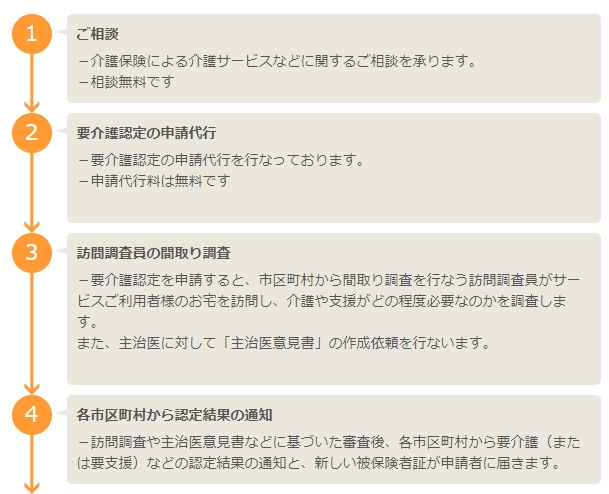 1
ご相談
－介護保険による介護サービスなどに関するご相談を承ります。
－相談無料です
2
要介護認定の申請代行
－要介護認定の申請代行を行なっております。
－申請代行料は無料です
3
訪問調査員の間取り調査
－要介護認定を申請すると、市区町村から間取り調査を行なう訪問調査員がサー
ビスご利用者様のお宅を訪問し、介護や支援がどの程度必要なのかを調査しま
す。
また、主治医に対して「主治医意見書」の作成依頼を行ないます。
4
各市区町村から認定結果の通知
－訪問調査や主治医意見書などに基づいた審査後、各市区町村から要介護（また
は要支援）などの認定結果の通知と、新しい被保険者証が申請者に届きます。